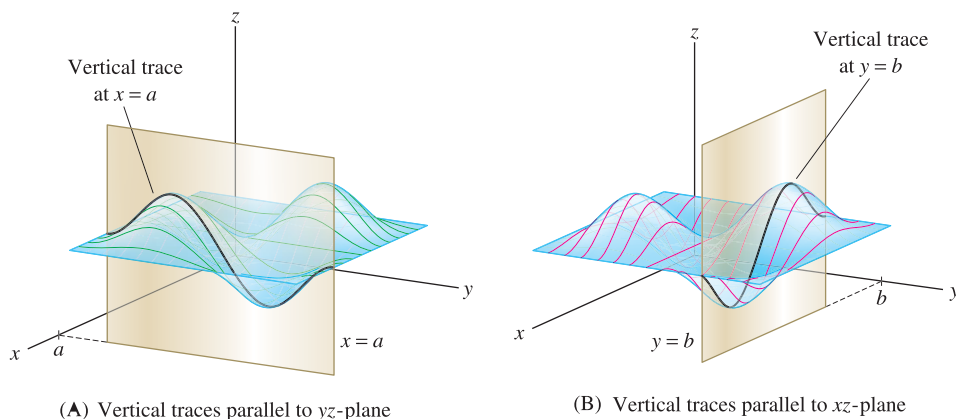 z
Vertical trace
at x = a
y
x
a
x = a
(A) Vertical traces parallel to yz-plane
z
Vertical trace
at y = b
b
y
x
y = b
(B) Vertical traces parallel to xz-plane